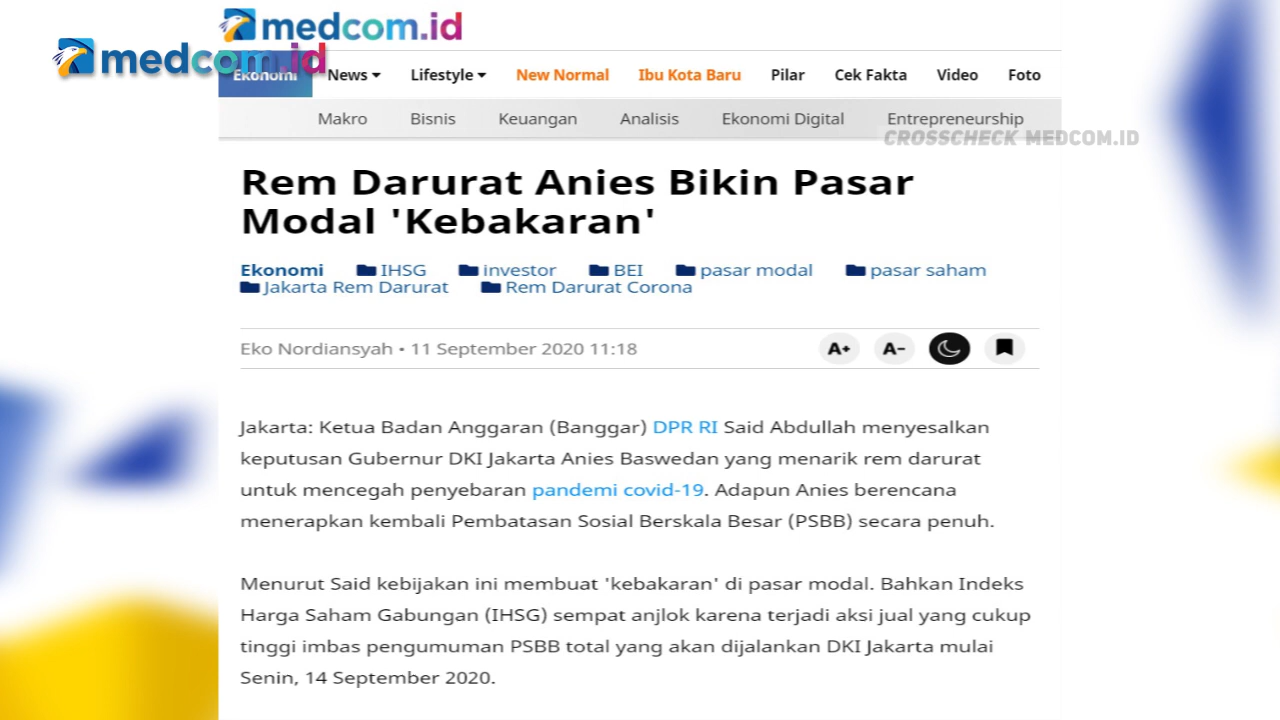 medcom.id
medcom.id
Ekonomi News Lifestyle New Normal Ibu Kota Baru Pilar Cek Fakta Video Foto
Makro Bisnis Keuangan Analisis Ekonomi Digital Entrepreneurship
CROSSCHECK MEDCOM.ID
Rem Darurat Anies Bikin Pasar
Modal 'Kebakaran'
Ekonomi IHSG investor BEI pasar modal pasar saham
Jakarta Rem Darurat Rem Darurat Corona
Eko Nordiansyah • 11 September 2020 11:18 A+ A-
Jakarta: Ketua Badan Anggaran (Banggar) DPR RI Said Abdullah menyesalkan
keputusan Gubernur DKI Jakarta Anies Baswedan yang menarik rem darurat
untuk mencegah penyebaran pandemi covid-19. Adapun Anies berencana
menerapkan kembali Pembatasan Sosial Berskala Besar (PSBB) secara penuh.
Menurut Said kebijakan ini membuat 'kebakaran' di pasar modal. Bahkan Indeks
Harga Saham Gabungan (IHSG) sempat anjlok karena terjadi aksi jual yang cukup
tinggi imbas pengumuman PSBB total yang akan dijalankan DKI Jakarta mulai
Senin, 14 September 2020.